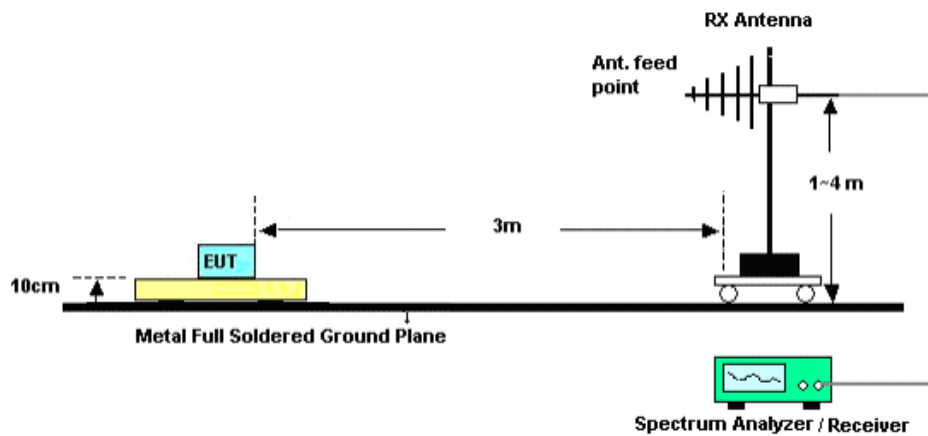 RX Antenna
Ant. feed
point
1~4 m
3m
EUT
10cm
Metal Full Soldered Ground Plane
Spectrum Analyzer / Receiver